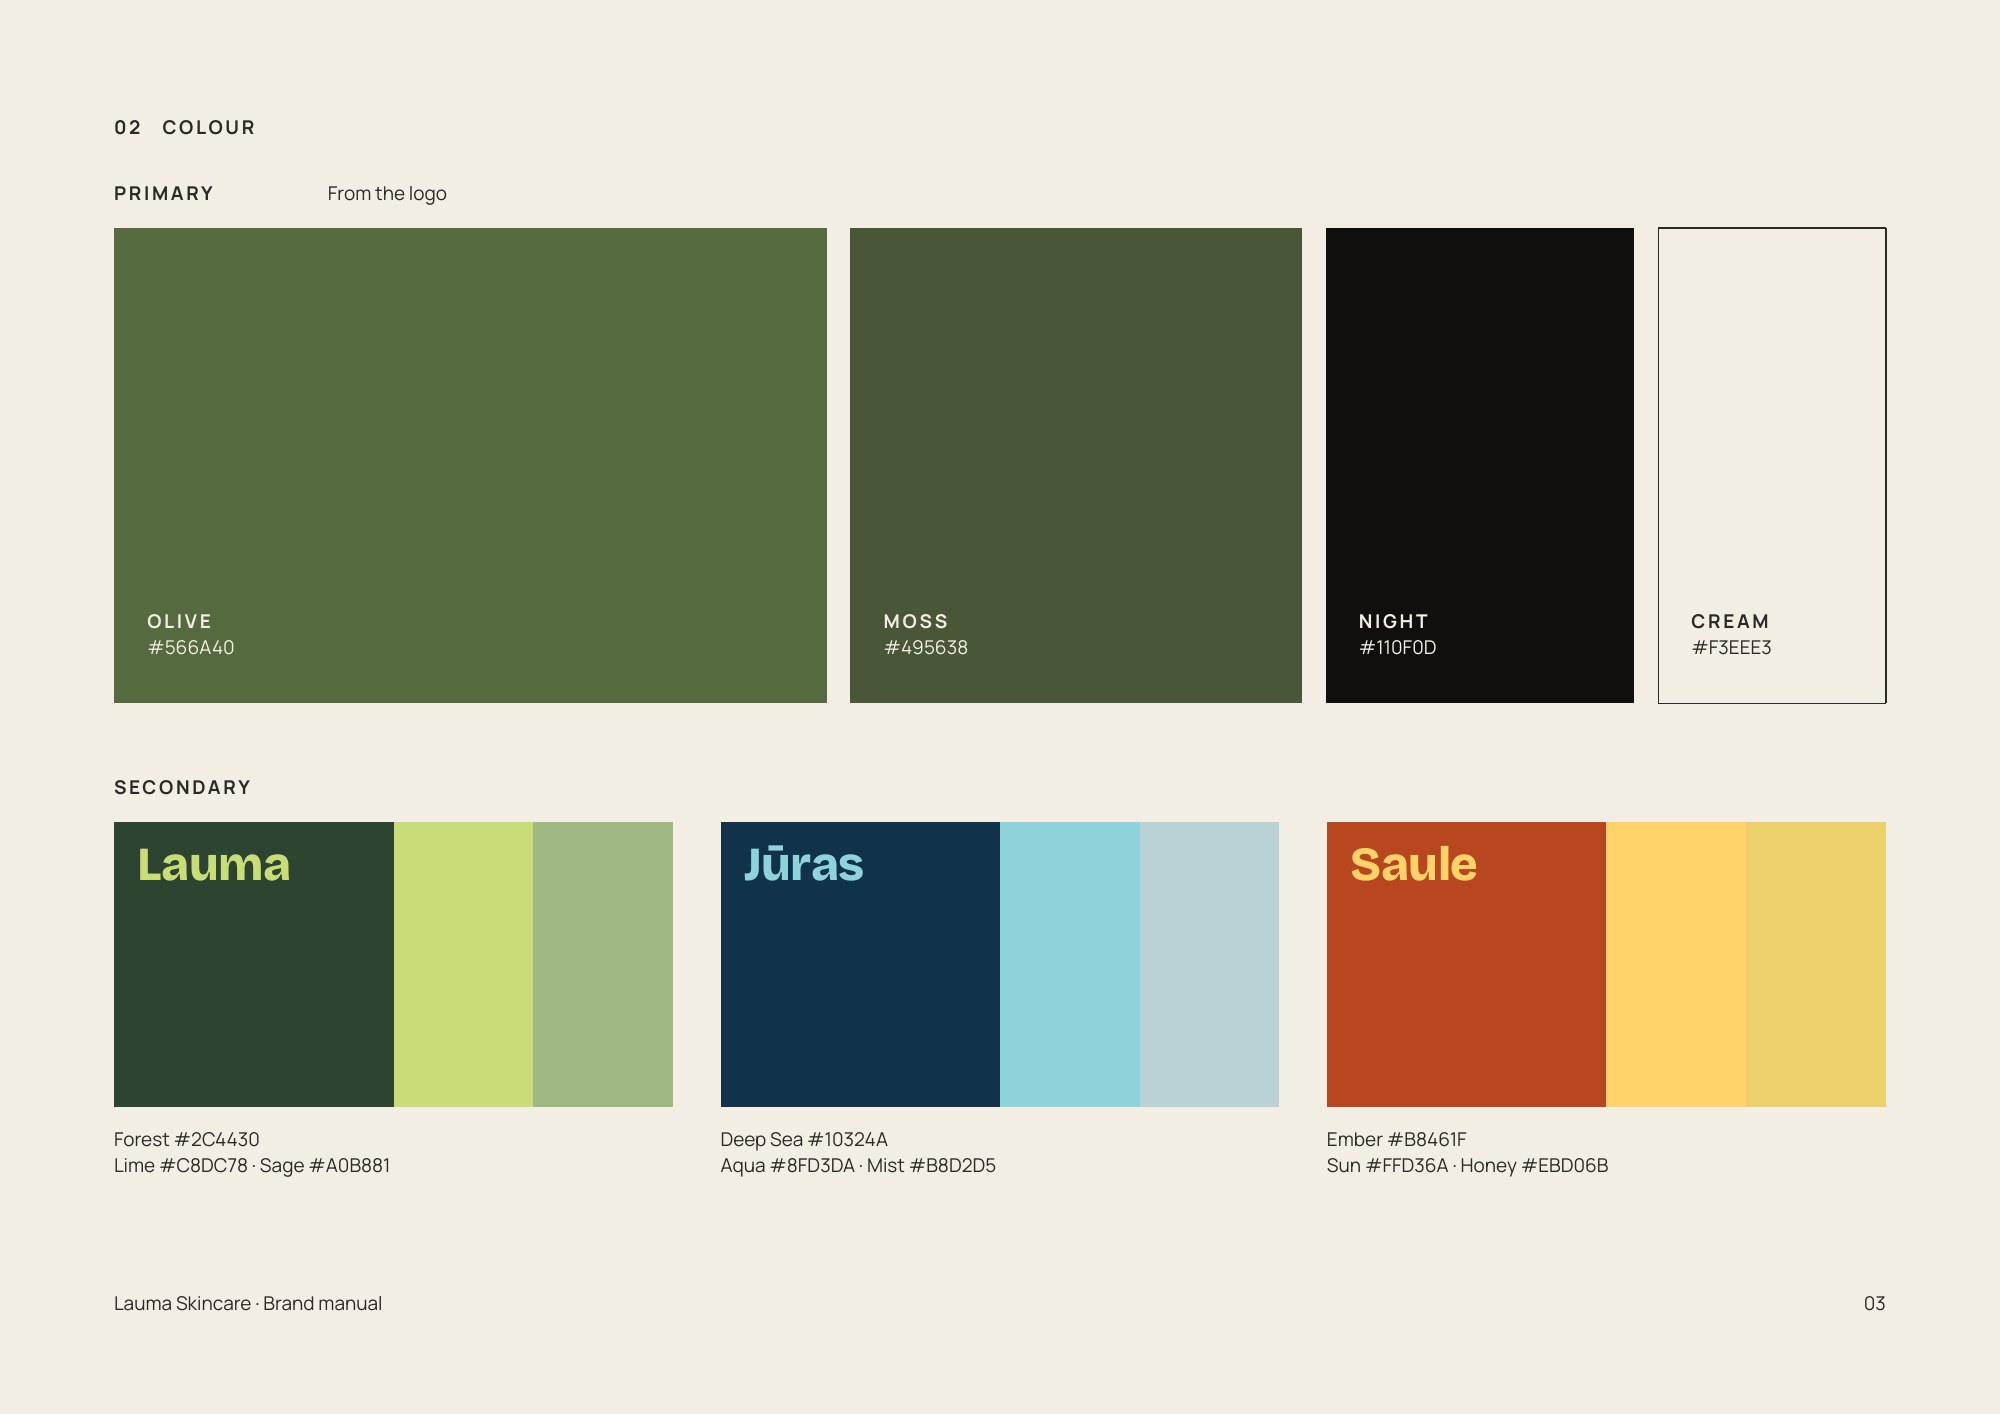 02 COLOUR
PRIMARY From the logo
OLIVE
#566A40
MOSS
#495638
NIGHT
#110F0D
CREAM
#F3EEE3
SECONDARY
Lauma
Forest #2C4430
Lime #C8DC78 · Sage #A0B881
Jūras
Deep Sea #10324A
Aqua #8FD3DA · Mist #B8D2D5
Saule
Ember #B8461F
Sun #FFD36A · Honey #EBD06B
Lauma Skincare · Brand manual
03